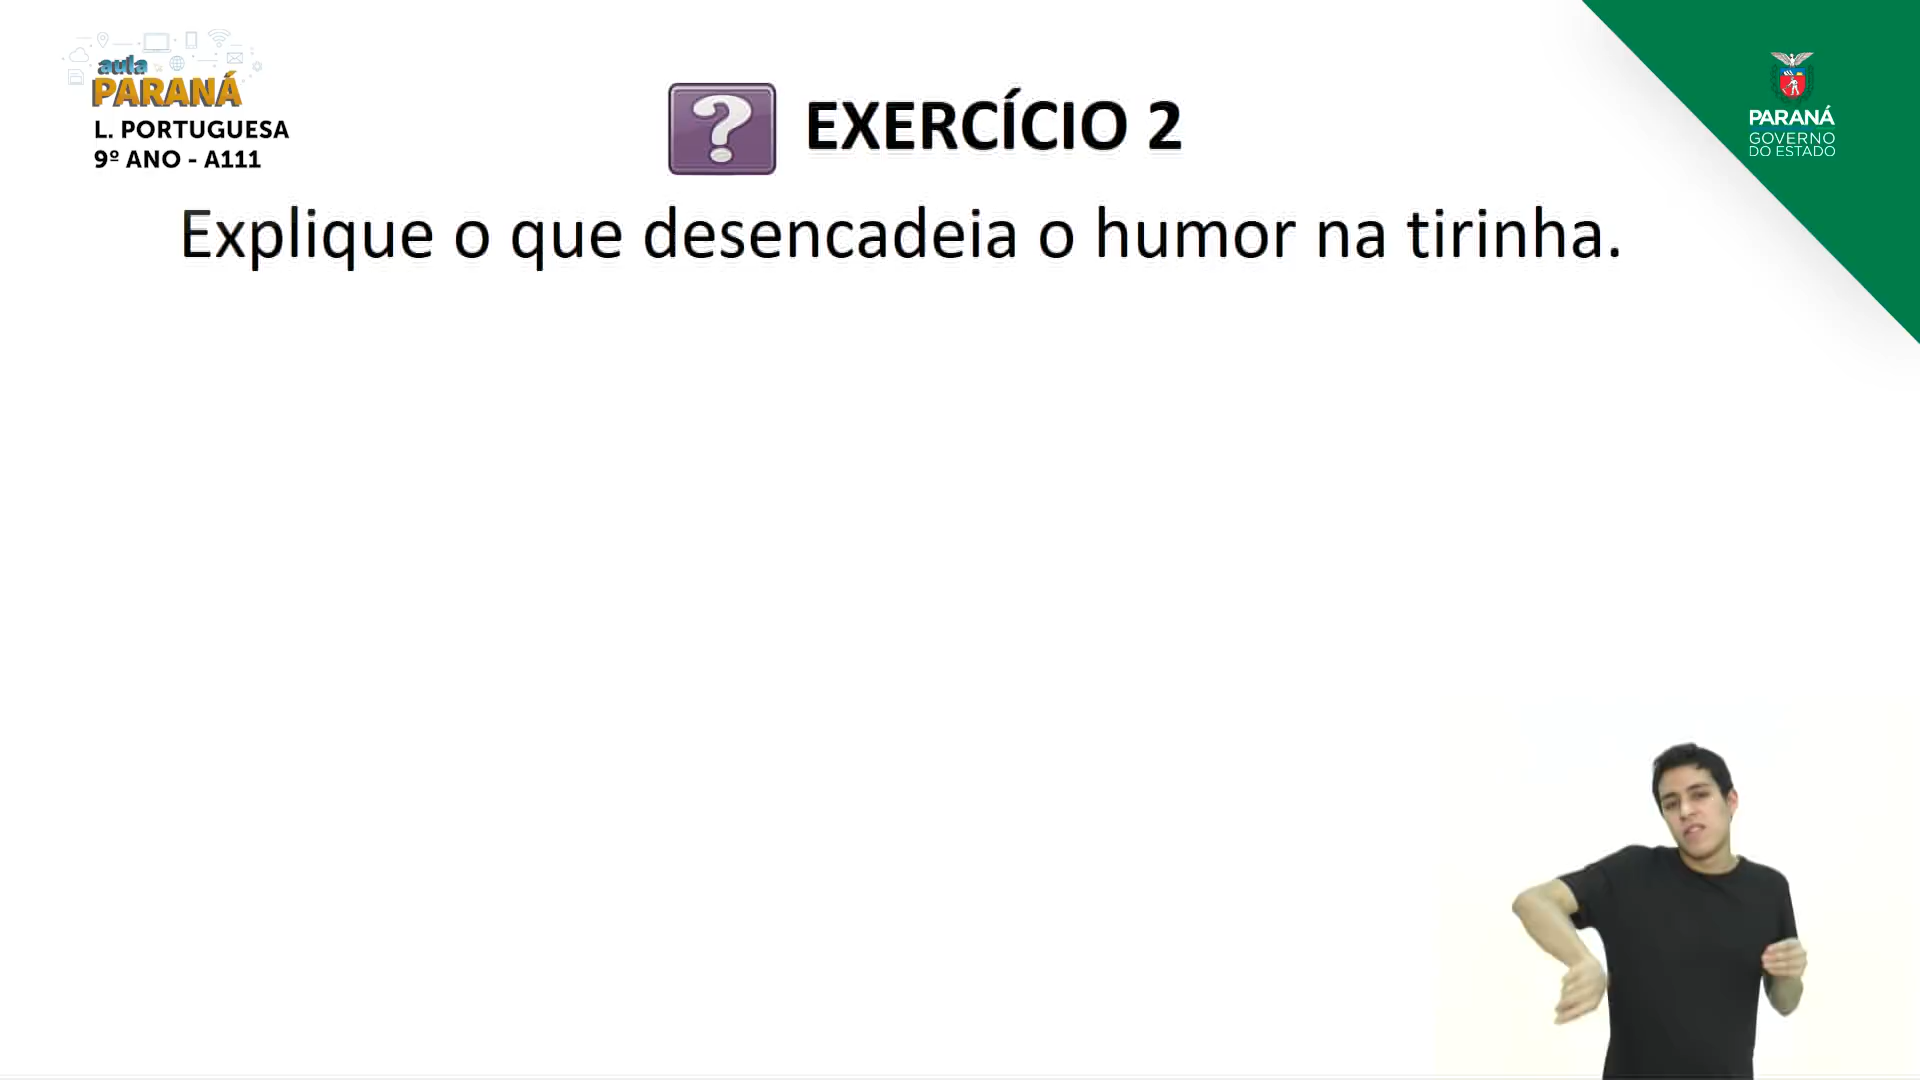 aula
PARANÁ
L. PORTUGUESA
9º ANO - A111
? EXERCÍCIO 2
PARANÁ
GOVERNO
DO ESTADO
Explique o que desencadeia o humor na tirinha.